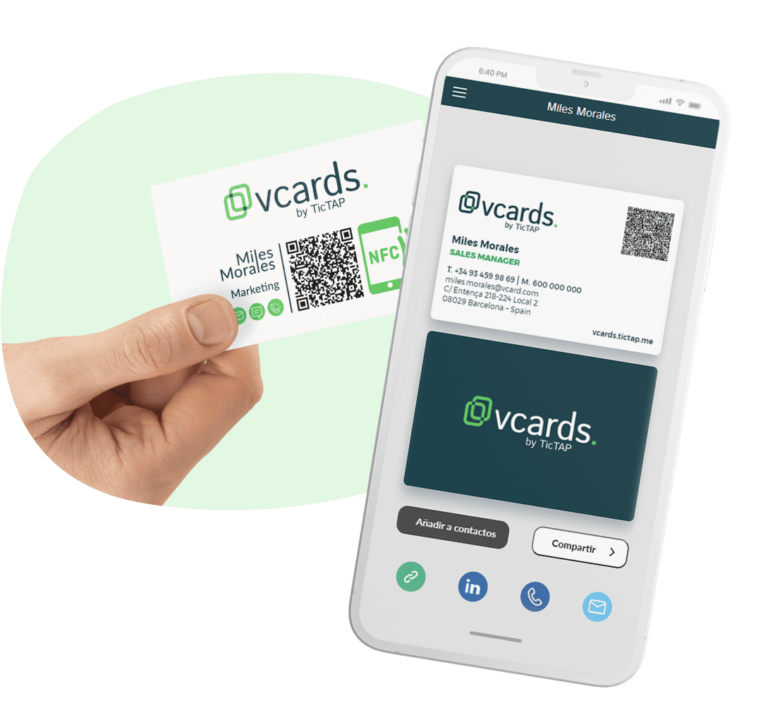 vcards.
by TicTAP
Miles
Morales
Marketing
NFC
6:40 PM
Miles Morales
vcards.
by TicTAP
Miles Morales
SALES MANAGER
T. +34 93 459 98 69 | M. 600 000 000
miles.morales@vcard.com
C/ Entença 218-224 Local 2
08029 Barcelona – Spain
vcards.tictap.me
vcards.
by TicTAP
Añadir a contactos
Compartir
in